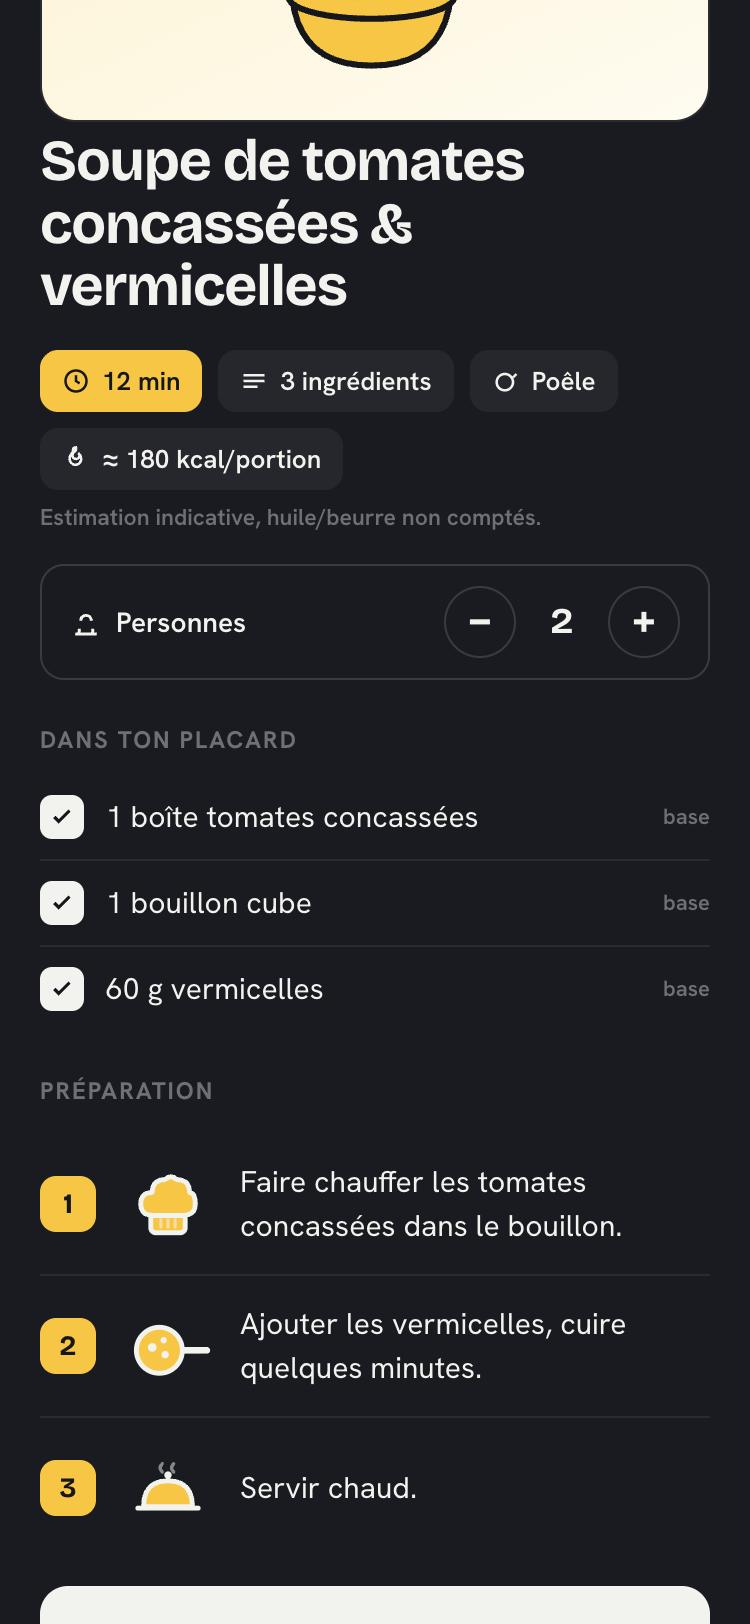 Soupe de tomates
concassées &
vermicelles
12 min
3 ingrédients
Poêle
≈ 180 kcal/portion
Estimation indicative, huile/beurre non comptés.
Personnes
− 2 +
DANS TON PLACARD
1 boîte tomates concassées base
1 bouillon cube base
60 g vermicelles base
PRÉPARATION
1
Faire chauffer les tomates
concassées dans le bouillon.
2
Ajouter les vermicelles, cuire
quelques minutes.
3
Servir chaud.